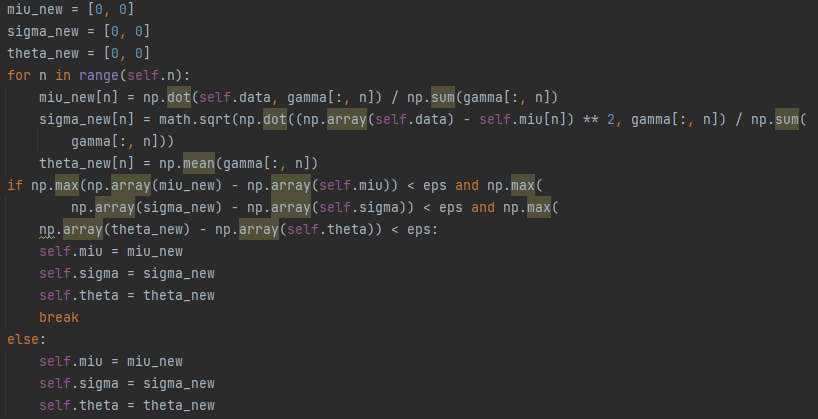 miu_new = [0, 0]
sigma_new = [0, 0]
theta_new = [0, 0]
for n in range(self.n):
    miu_new[n] = np.dot(self.data, gamma[:, n]) / np.sum(gamma[:, n])
    sigma_new[n] = math.sqrt(np.dot((np.array(self.data) - self.miu[n]) ** 2, gamma[:, n]) / np.sum(
        gamma[:, n]))
    theta_new[n] = np.mean(gamma[:, n])
if np.max(np.array(miu_new) - np.array(self.miu)) < eps and np.max(
        np.array(sigma_new) - np.array(self.sigma)) < eps and np.max(
    np.array(theta_new) - np.array(self.theta)) < eps:
    self.miu = miu_new
    self.sigma = sigma_new
    self.theta = theta_new
    break
else:
    self.miu = miu_new
    self.sigma = sigma_new
    self.theta = theta_new